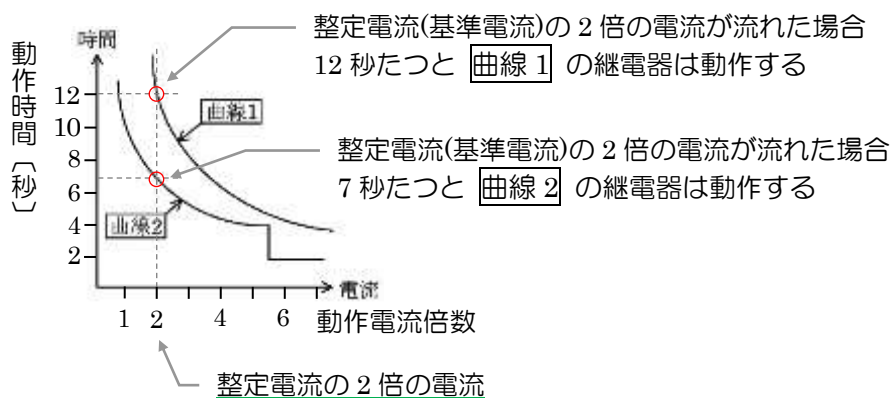 整定電流(基準電流)の2倍の電流が流れた場合
12秒たつと 曲線1 の継電器は動作する
動作時間〔秒〕
時間
12
10
8
6
4
2
曲線1
曲線2
整定電流(基準電流)の2倍の電流が流れた場合
7秒たつと 曲線2 の継電器は動作する
電流
1 2 4 6 動作電流倍数
整定電流の2倍の電流